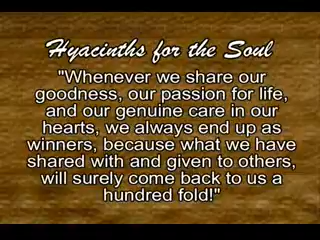 Hyacinths for the Soul
"Whenever we share our
goodness, our passion for life,
and our genuine care in our
hearts, we always end up as
winners, because what we have
shared with and given to others,
will surely come back to us a
hundred fold!"